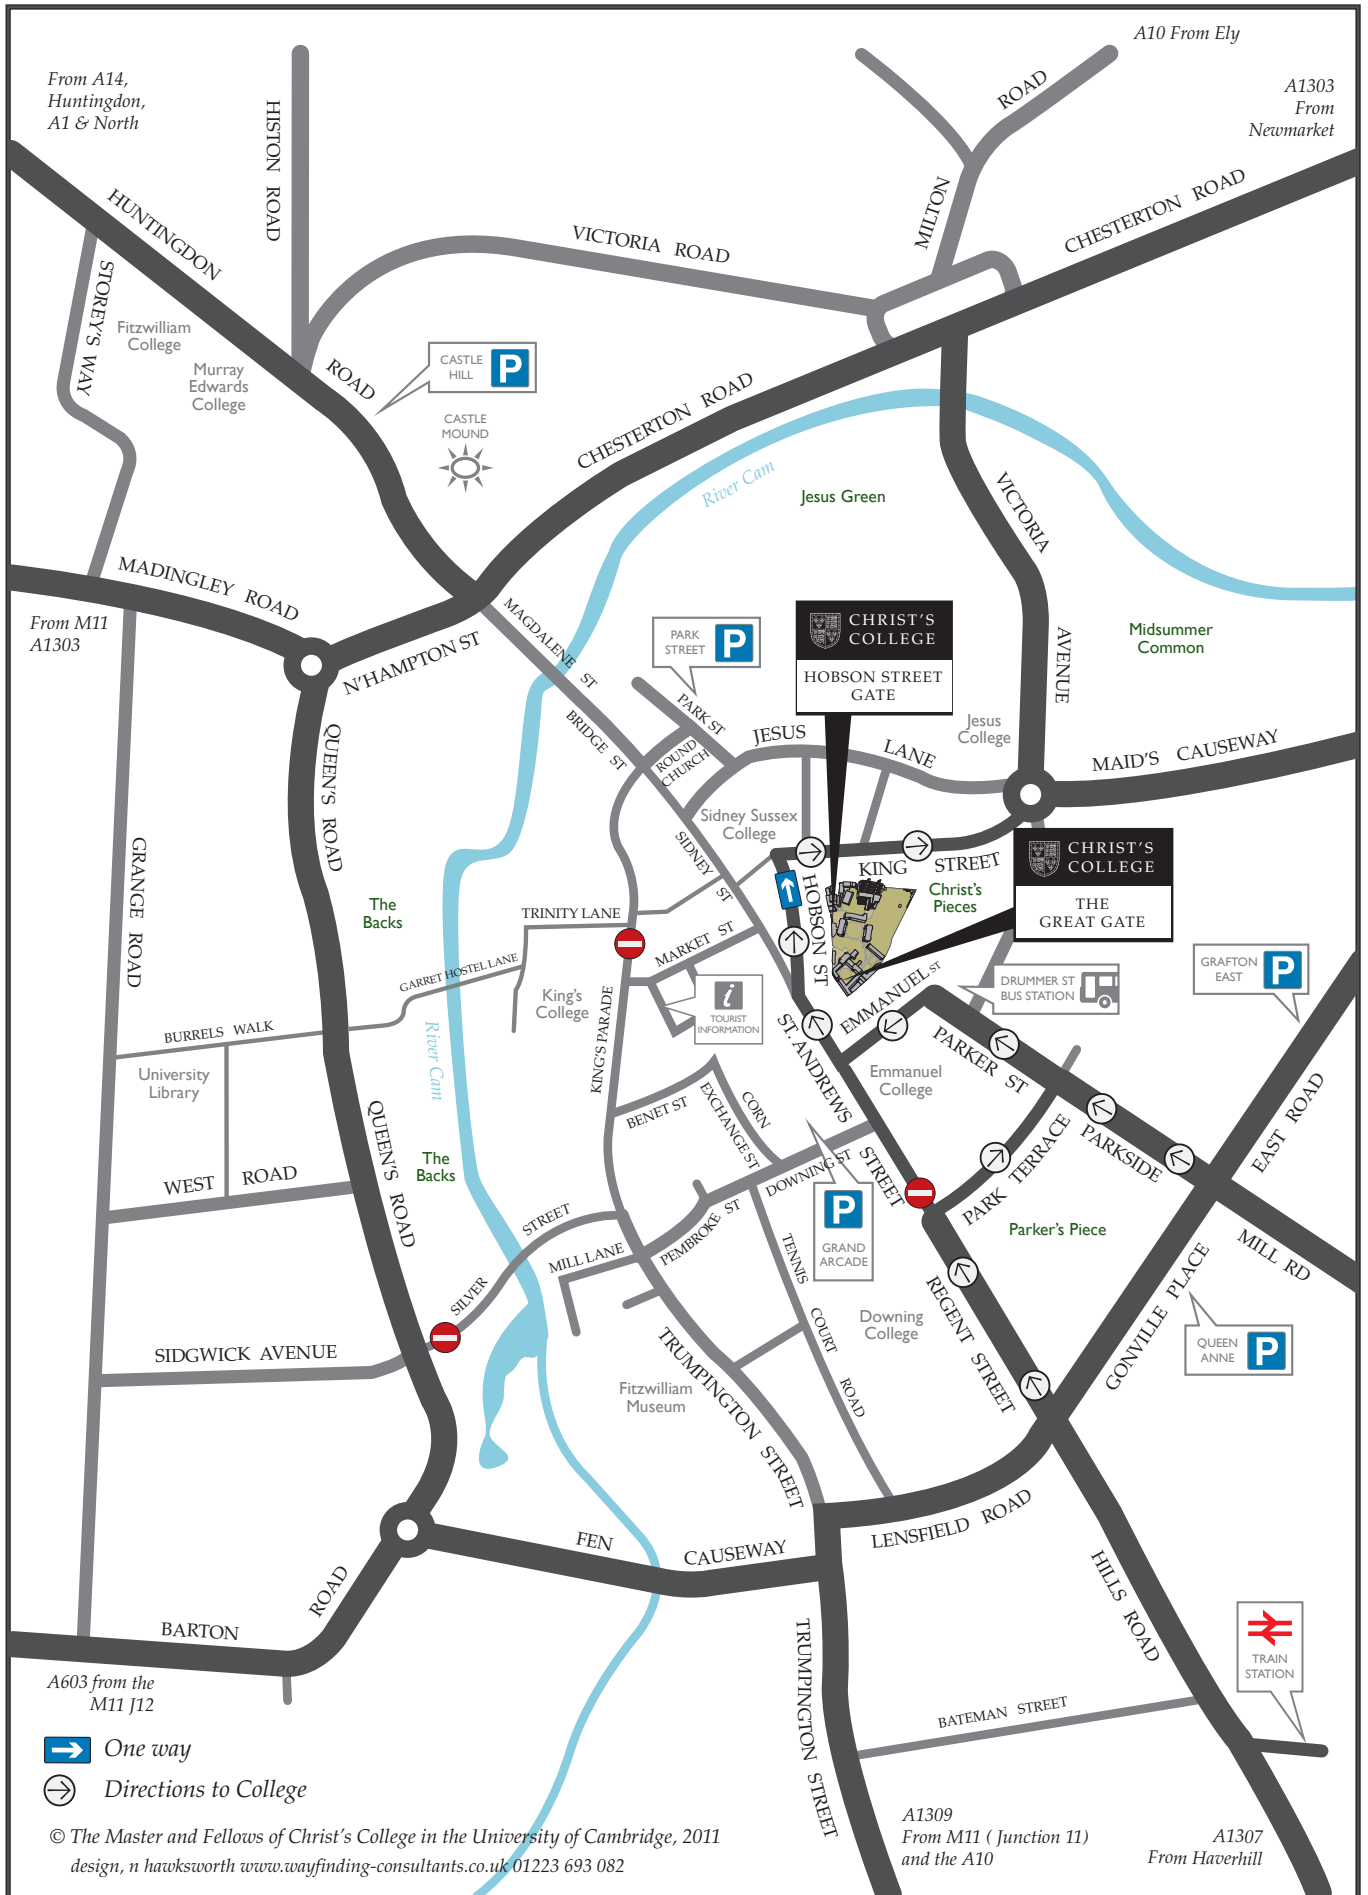 A10 From Ely
From A14,
Huntingdon,
A1 & North
A1303
From
Newmarket
HISTON ROAD
MILTON ROAD
HUNTINGDON ROAD
VICTORIA ROAD
CHESTERTON ROAD
STOREY'S WAY
Fitzwilliam
College
Murray
Edwards
College
CASTLE
HILL
P
CASTLE
MOUND
CHESTERTON ROAD
River Cam
Jesus Green
VICTORIA AVENUE
MADINGLEY ROAD
From M11
A1303
N'HAMPTON ST
MAGDALENE ST
PARK
STREET
P
CHRIST'S
COLLEGE
HOBSON STREET
GATE
Midsummer
Common
PARK ST
BRIDGE ST
ROUND
CHURCH
JESUS LANE
Jesus
College
MAID'S CAUSEWAY
QUEEN'S ROAD
GRANGE ROAD
Sidney Sussex
College
SIDNEY ST
KING STREET
HOBSON ST
CHRIST'S
COLLEGE
THE
GREAT GATE
Christ's
Pieces
The
Backs
TRINITY LANE
MARKET ST
GARRET HOSTEL LANE
King's
College
KING'S PARADE
i
TOURIST
INFORMATION
EMMANUEL ST
DRUMMER ST
BUS STATION
GRAFTON
EAST
P
BURRELS WALK
River Cam
University
Library
ST. ANDREWS STREET
PARKER ST
Emmanuel
College
BENET ST
CORN
EXCHANGE ST
PARKSIDE
EAST ROAD
QUEEN'S ROAD
The
Backs
WEST ROAD
DOWNING ST
PARK TERRACE
P
GRAND
ARCADE
Parker's Piece
MILL RD
SILVER STREET
MILL LANE
PEMBROKE ST
TENNIS COURT ROAD
REGENT STREET
GONVILLE PLACE
Downing
College
QUEEN
ANNE
P
SIDGWICK AVENUE
Fitzwilliam
Museum
TRUMPINGTON STREET
LENSFIELD ROAD
FEN CAUSEWAY
HILLS ROAD
BARTON ROAD
TRAIN
STATION
A603 from the
M11 J12
TRUMPINGTON STREET
BATEMAN STREET
One way
Directions to College
A1309
From M11 ( Junction 11)
and the A10
A1307
From Haverhill
© The Master and Fellows of Christ's College in the University of Cambridge, 2011
design, n hawksworth www.wayfinding-consultants.co.uk 01223 693 082